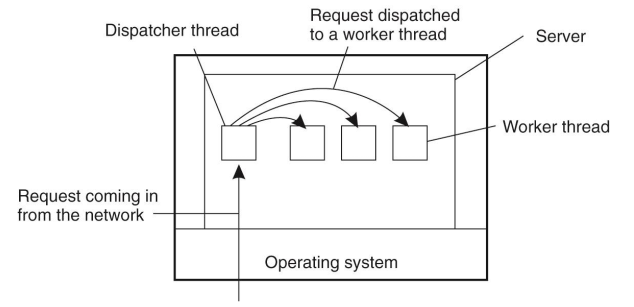 Dispatcher thread
Request dispatched
to a worker thread
Server
Worker thread
Request coming in
from the network
Operating system